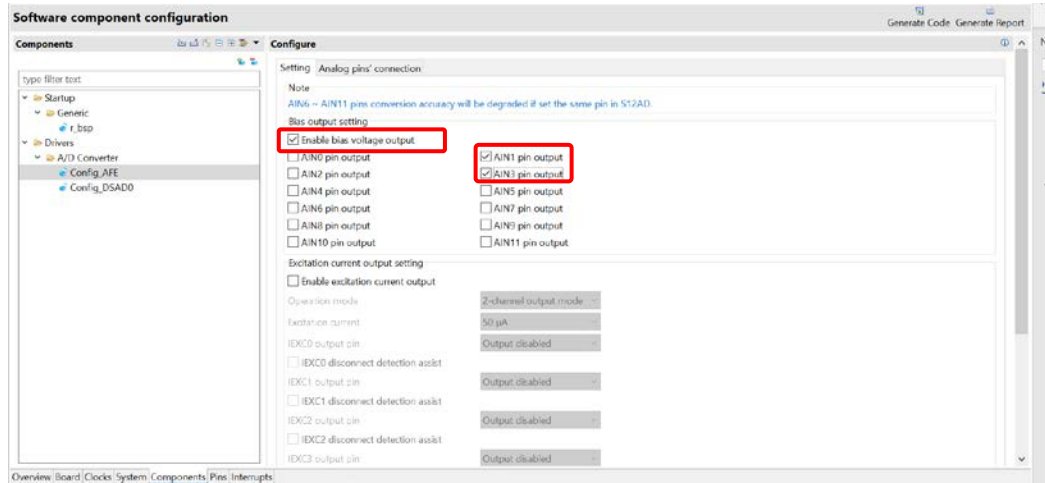 Software component configuration
Generate Code Generate Report
Components
Configure
Setting Analog pins' connection
type filter text
Note
AIN6 ~ AIN11 pins conversion accuracy will be degraded if set the same pin in S12AD.
Startup
Generic
r_bsp
Drivers
A/D Converter
Config_AFE
Config_DSAD0
Bias output setting
Enable bias voltage output
AIN0 pin output AIN1 pin output
AIN2 pin output AIN3 pin output
AIN4 pin output AIN5 pin output
AIN6 pin output AIN7 pin output
AIN8 pin output AIN9 pin output
AIN10 pin output AIN11 pin output
Excitation current output setting
Enable excitation current output
Operation mode 2-channel output mode
Excitation current 50 µA
IEXC0 output pin Output disabled
IEXC0 disconnect detection assist
IEXC1 output pin Output disabled
IEXC1 disconnect detection assist
IEXC2 output pin Output disabled
IEXC2 disconnect detection assist
IEXC3 output pin Output disabled
Overview Board Clocks System Components Pins Interrupts